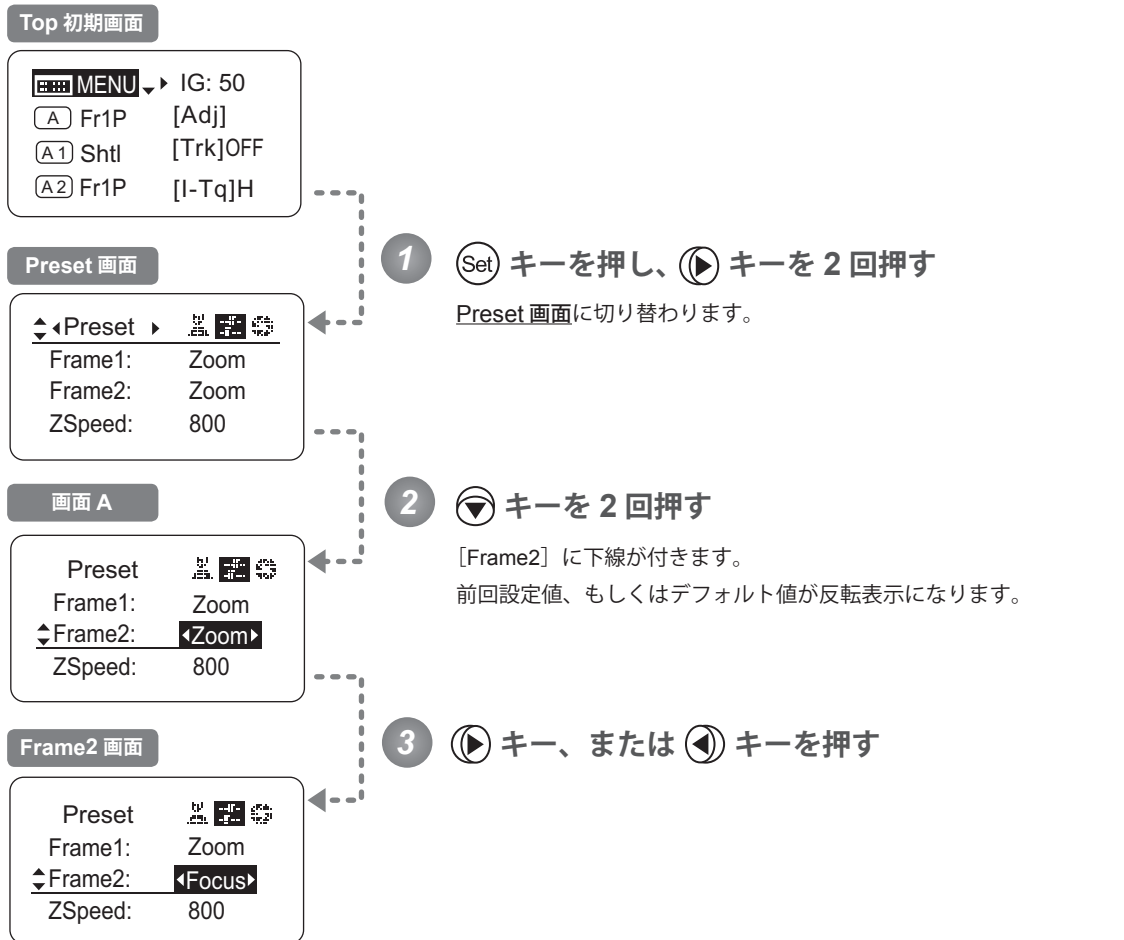 Top 初期画面
MENU IG: 50
A Fr1P [Adj]
A1 Shtl [Trk]OFF
A2 Fr1P [I-Tq]H
1 Set キーを押し、 キーを 2 回押す
Preset 画面に切り替わります。
Preset 画面
Preset
Frame1: Zoom
Frame2: Zoom
ZSpeed: 800
2 キーを 2 回押す
［Frame2］に下線が付きます。
前回設定値、もしくはデフォルト値が反転表示になります。
画面 A
Preset
Frame1: Zoom
Frame2: Zoom
ZSpeed: 800
3 キー、または キーを押す
Frame2 画面
Preset
Frame1: Zoom
Frame2: Focus
ZSpeed: 800